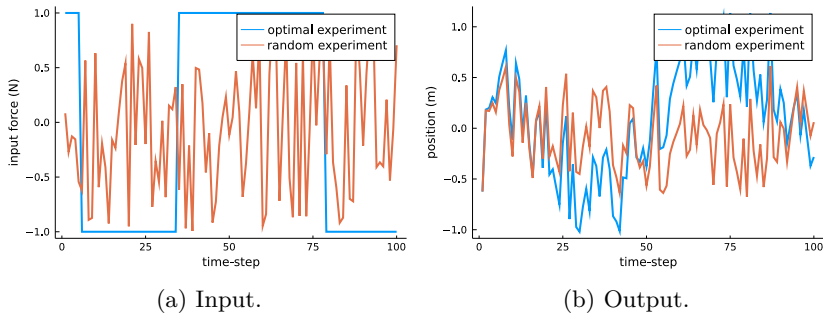 1.0
0.5
0.0
−0.5
−1.0
input force (N)
optimal experiment
random experiment
1
25
50
75
100
time-step
(a) Input.
1.0
0.5
0.0
−0.5
−1.0
position (m)
optimal experiment
random experiment
1
25
50
75
100
time-step
(b) Output.